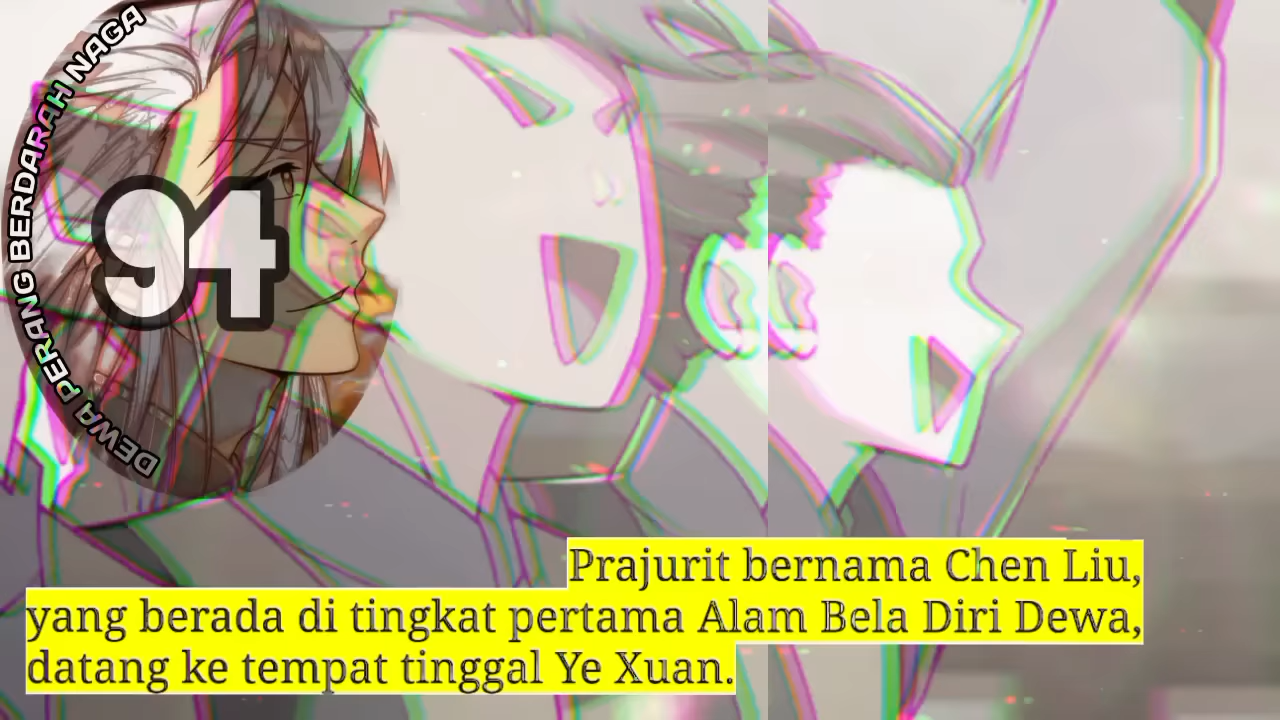 DEWA PERANG BERDARAH NAGA
94
Prajurit bernama Chen Liu,
yang berada di tingkat pertama Alam Bela Diri Dewa,
datang ke tempat tinggal Ye Xuan.